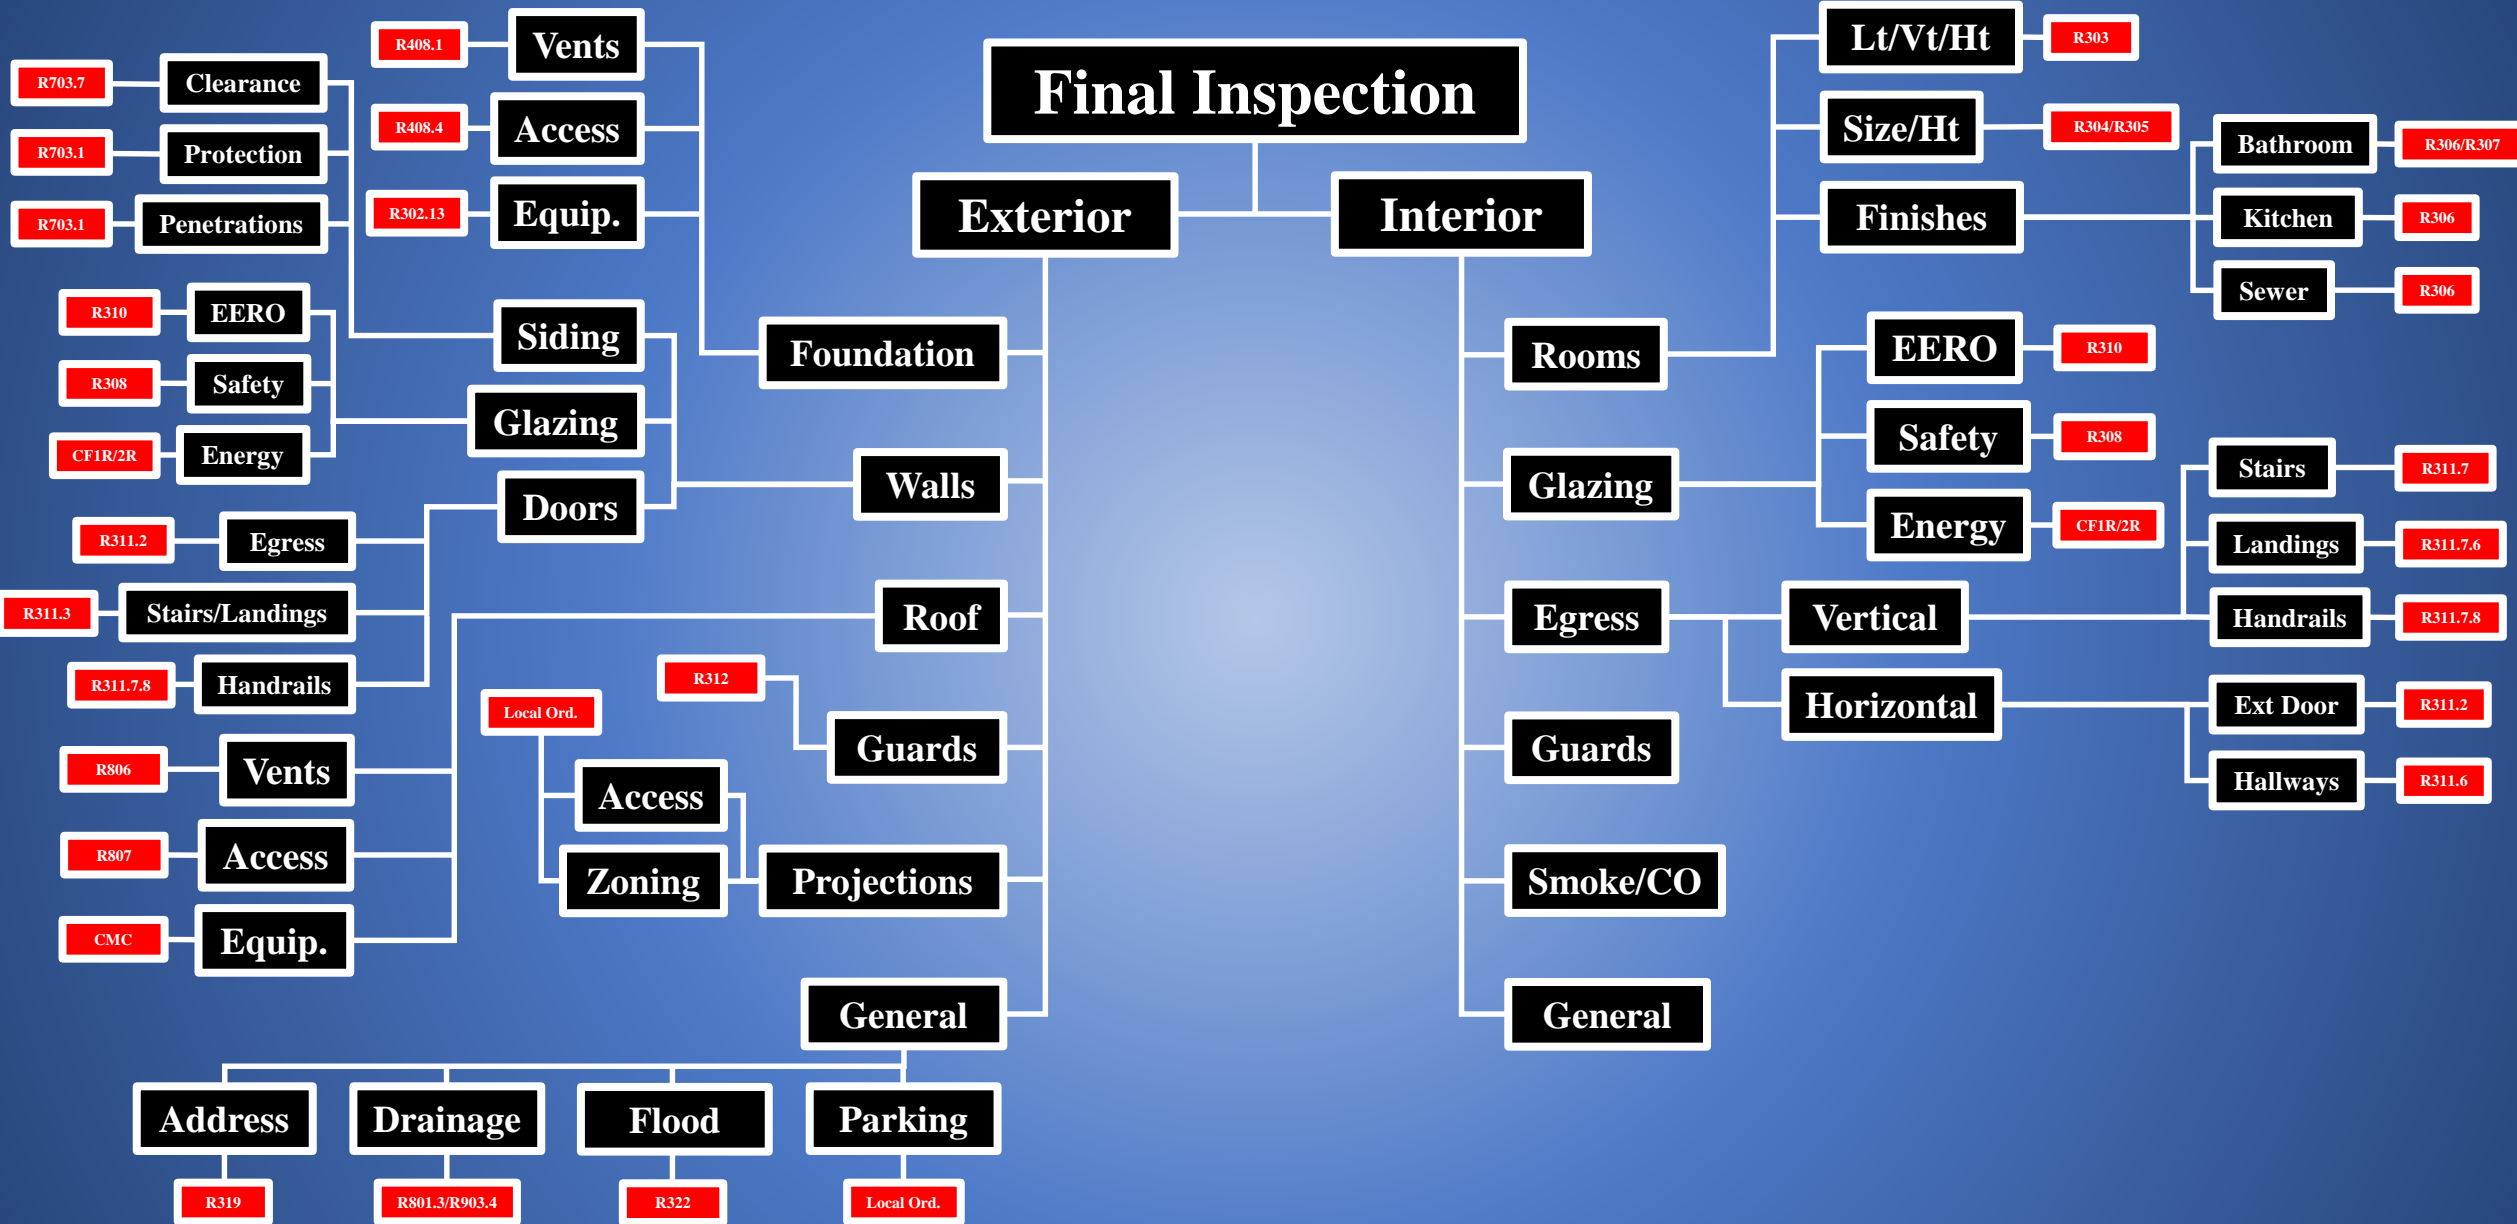 Final Inspection
Exterior
Interior
R408.1
Vents
R408.4
Access
R302.13
Equip.
Foundation
R703.7
Clearance
R703.1
Protection
R703.1
Penetrations
Siding
R310
EERO
R308
Safety
CF1R/2R
Energy
Glazing
Walls
Doors
R311.2
Egress
R311.3
Stairs/Landings
R311.7.8
Handrails
Roof
R806
Vents
R807
Access
CMC
Equip.
R312
Guards
Local Ord.
Access
Zoning
Projections
General
Address
Drainage
Flood
Parking
R319
R801.3/R903.4
R322
Local Ord.
Lt/Vt/Ht
R303
Size/Ht
R304/R305
Finishes
Bathroom
R306/R307
Kitchen
R306
Sewer
R306
Rooms
EERO
R310
Safety
R308
Energy
CF1R/2R
Glazing
Egress
Vertical
Stairs
R311.7
Landings
R311.7.6
Handrails
R311.7.8
Horizontal
Ext Door
R311.2
Hallways
R311.6
Guards
Smoke/CO
General